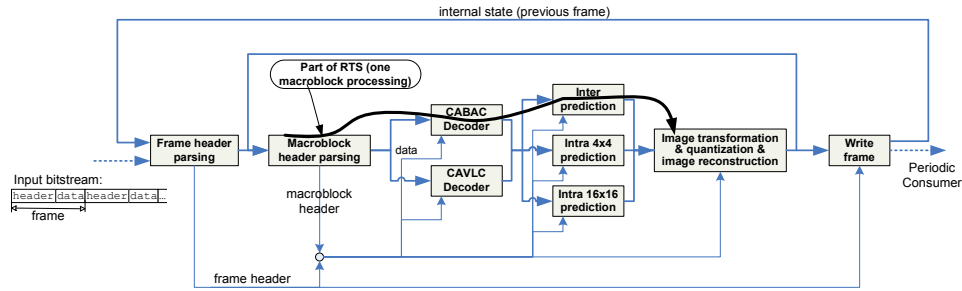 internal state (previous frame)
Part of RTS (one
macroblock processing)
Inter
prediction
CABAC
Decoder
Frame header
parsing
Macroblock
header parsing
data
Intra 4x4
prediction
Image transformation
& quantization &
image reconstruction
Write
frame
Periodic
Consumer
Input bitstream:
header data header data...
frame
CAVLC
Decoder
macroblock
header
Intra 16x16
prediction
frame header